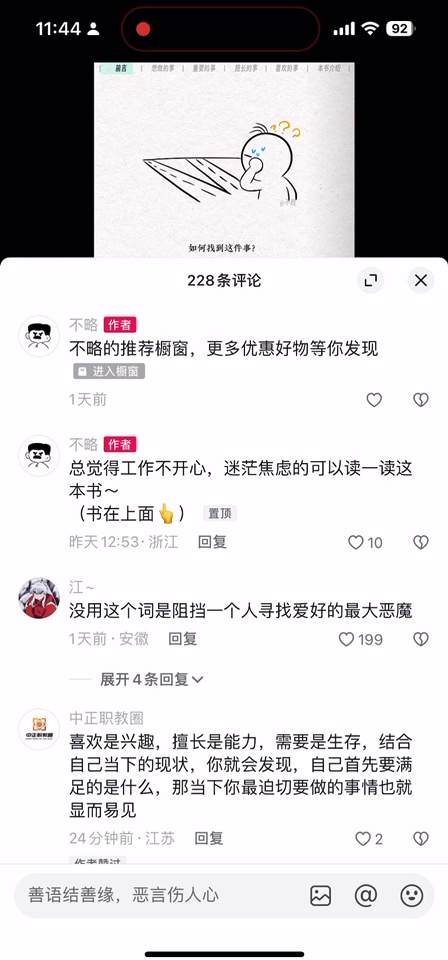 11:44
92
前言 | 想做的事 | 重要的事 | 擅长的事 | 喜欢的事 | 本书介绍
???
如何找到这件事?
228条评论
不略 作者
不略的推荐橱窗，更多优惠好物等你发现
进入橱窗
1天前
不略 作者
总觉得工作不开心，迷茫焦虑的可以读一读这
本书～
（书在上面👆） 置顶
昨天12:53·浙江 回复 10
江~
没用这个词是阻挡一个人寻找爱好的最大恶魔
1天前·安徽 回复 199
展开4条回复
中正职教圈
中正职教圈
喜欢是兴趣，擅长是能力，需要是生存，结合
自己当下的现状，你就会发现，自己首先要满
足的是什么，那当下你最迫切要做的事情也就
显而易见
24分钟前·江苏 回复 2
作者赞过
善语结善缘，恶言伤人心